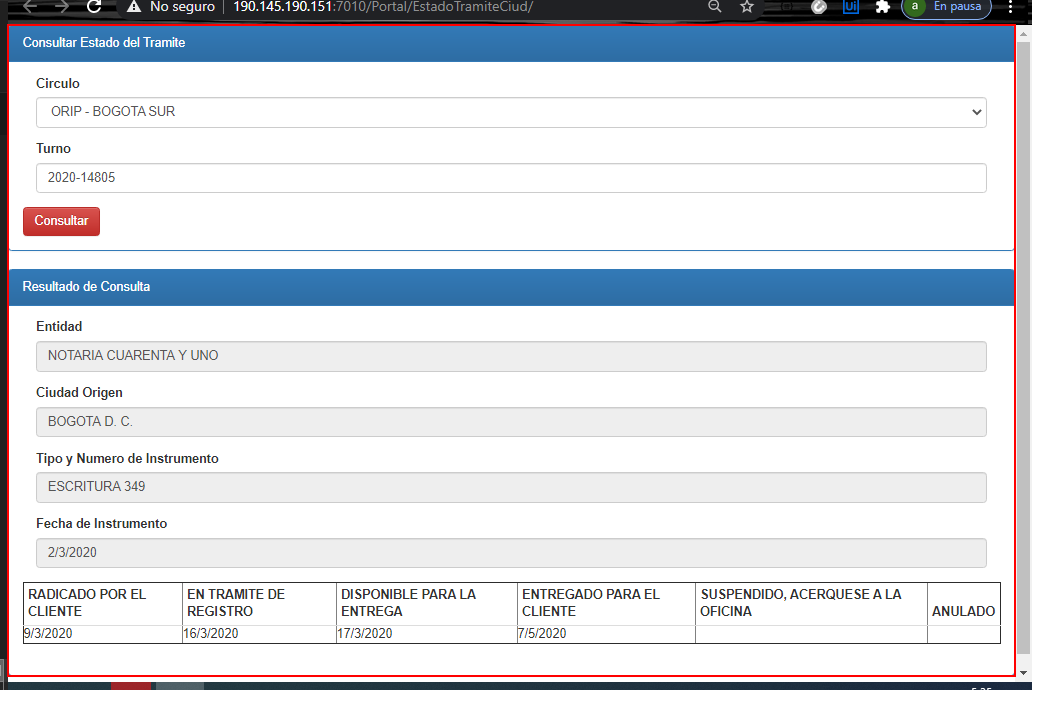 No seguro 190.145.190.151:7010/Portal/EstadoTramiteCiud/ Ui a En pausa
Consultar Estado del Tramite
Circulo
ORIP - BOGOTA SUR
Turno
2020-14805
Consultar
Resultado de Consulta
Entidad
NOTARIA CUARENTA Y UNO
Ciudad Origen
BOGOTA D. C.
Tipo y Numero de Instrumento
ESCRITURA 349
Fecha de Instrumento
2/3/2020
RADICADO POR EL CLIENTE
EN TRAMITE DE REGISTRO
DISPONIBLE PARA LA ENTREGA
ENTREGADO PARA EL CLIENTE
SUSPENDIDO, ACERQUESE A LA OFICINA
ANULADO
9/3/2020 16/3/2020 17/3/2020 7/5/2020